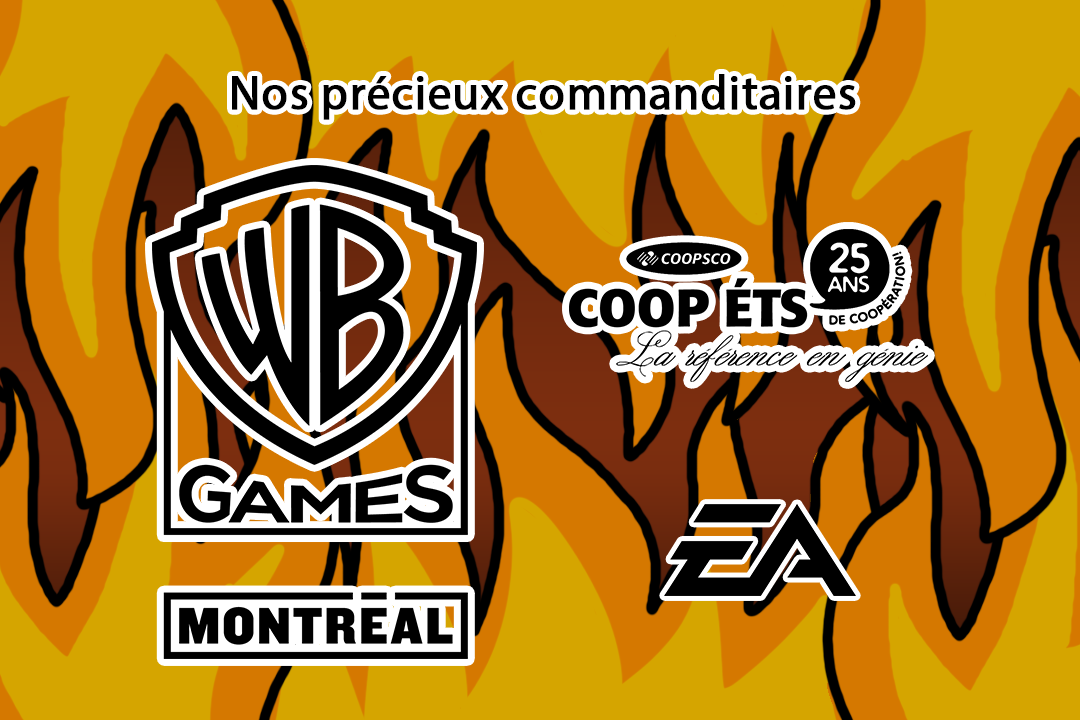 Nos précieux commanditaires
WB
GAMES
MONTRÉAL
COOPSCO
COOP ÉTS
25
ANS
DE COOPÉRATION!
La référence en génie
EA